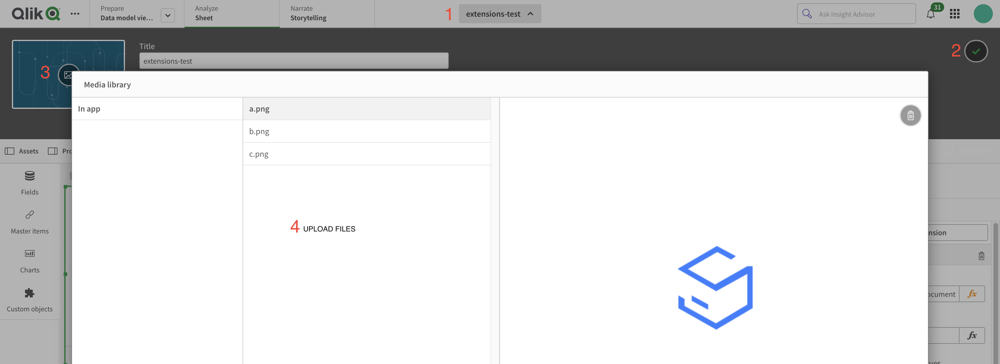 Qlik
Prepare
Data model vie...
Analyze
Sheet
Narrate
Storytelling
1
extensions-test
Ask Insight Advisor
31
Title
extensions-test
2
3
Media library
In app
a.png
b.png
c.png
Assets
Pro
Edit sheet
Fields
Master items
Charts
Custom objects
4 UPLOAD FILES
nsion
ocument
fx
fx
ues